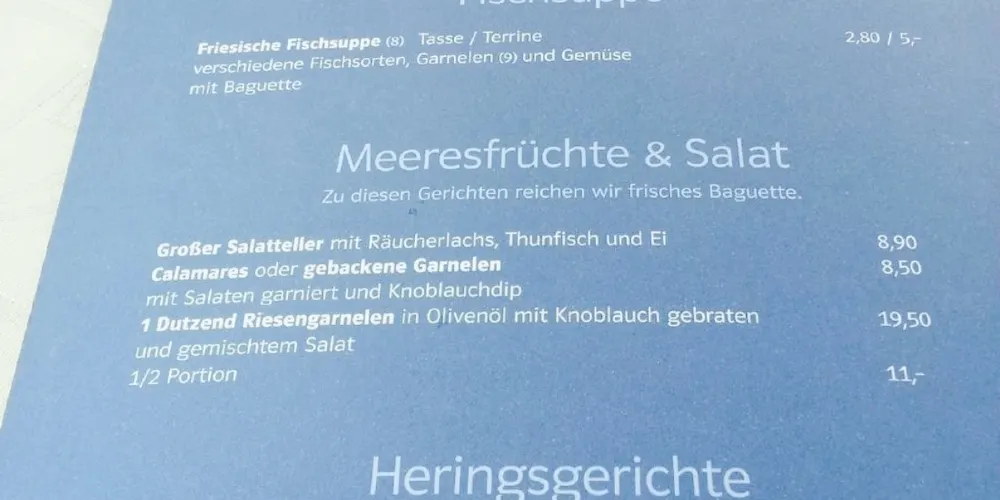 Fischsuppe
Friesische Fischsuppe (8) Tasse / Terrine 2,80 / 5,-
verschiedene Fischsorten, Garnelen (9) und Gemüse
mit Baguette
Meeresfrüchte & Salat
Zu diesen Gerichten reichen wir frisches Baguette.
Großer Salatteller mit Räucherlachs, Thunfisch und Ei 8,90
Calamares oder gebackene Garnelen 8,50
mit Salaten garniert und Knoblauchdip
1 Dutzend Riesengarnelen in Olivenöl mit Knoblauch gebraten 19,50
und gemischtem Salat
1/2 Portion 11,-
Heringsgerichte